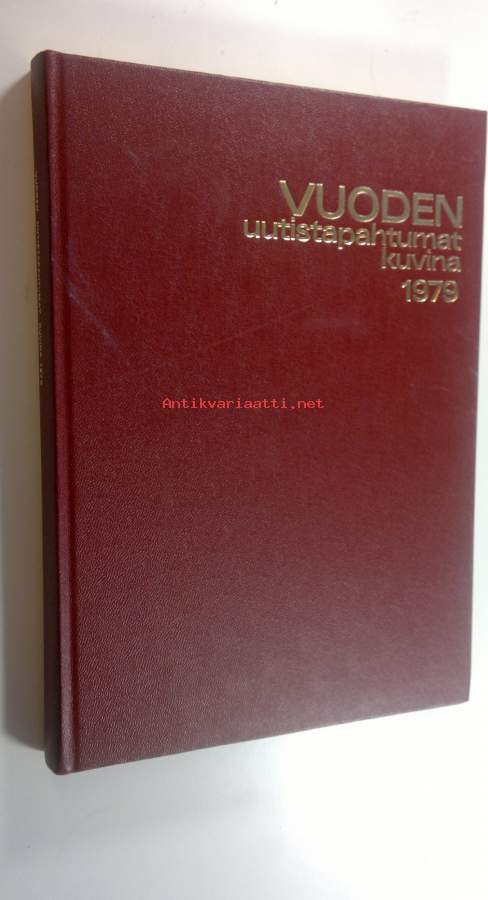 VUODEN
uutistapahtumat
kuvina
1979
Antikvariaatti.net